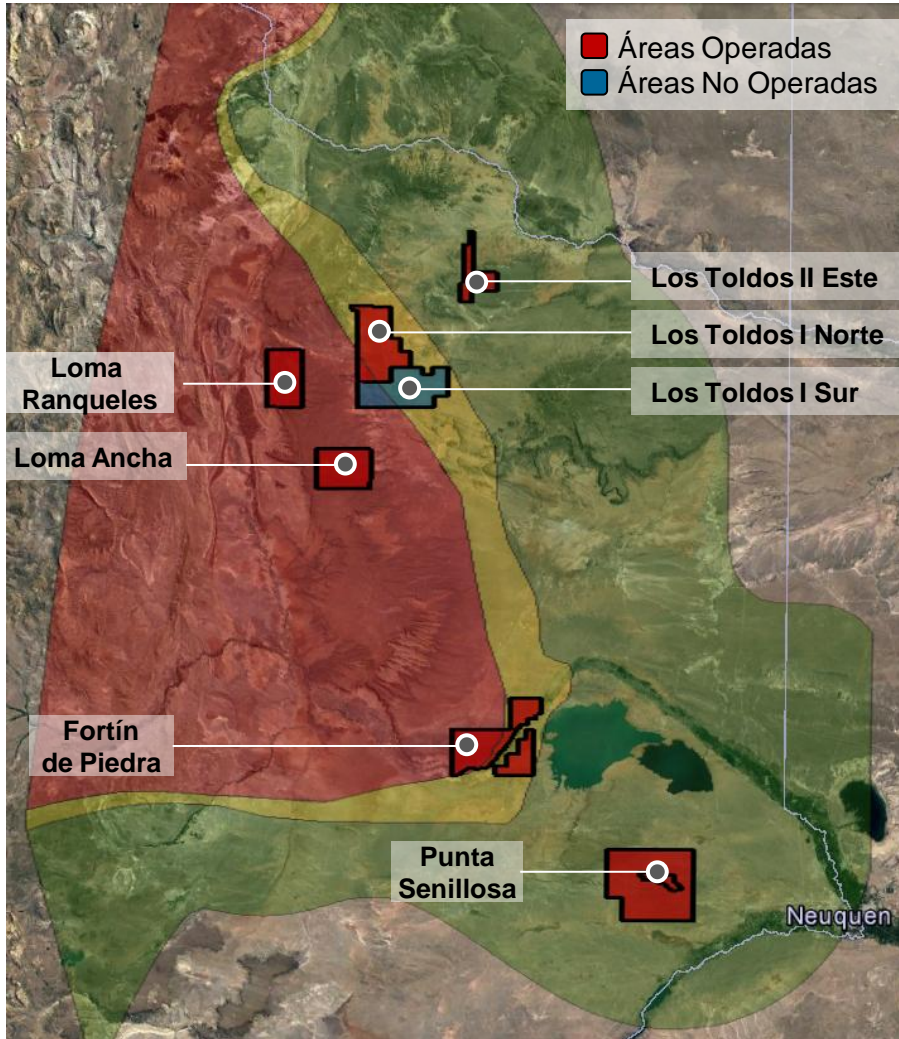 Áreas Operadas
Áreas No Operadas
Los Toldos II Este
Los Toldos I Norte
Loma
Ranqueles
Los Toldos I Sur
Loma Ancha
Fortín
de Piedra
Punta
Senillosa
Neuquen